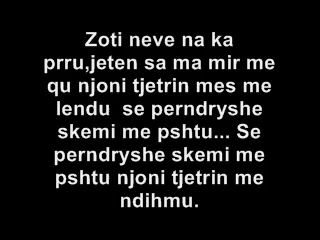 Zoti neve na ka
prru,jeten sa ma mir me
qu njoni tjetrin mes me
lendu se perndryshe
skemi me pshtu... Se
perndryshe skemi me
pshtu njoni tjetrin me
ndihmu.